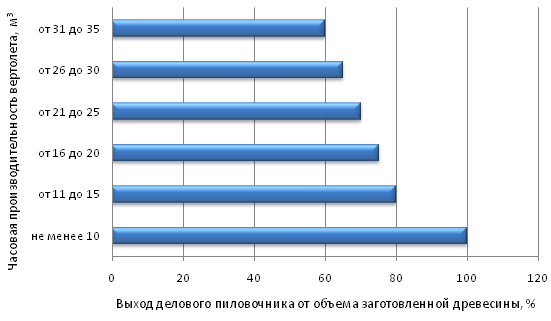 Часовая производительность вертолета, м³
от 31 до 35
от 26 до 30
от 21 до 25
от 16 до 20
от 11 до 15
не менее 10
0 20 40 60 80 100 120
Выход делового пиловочника от объема заготовленной древесины, %